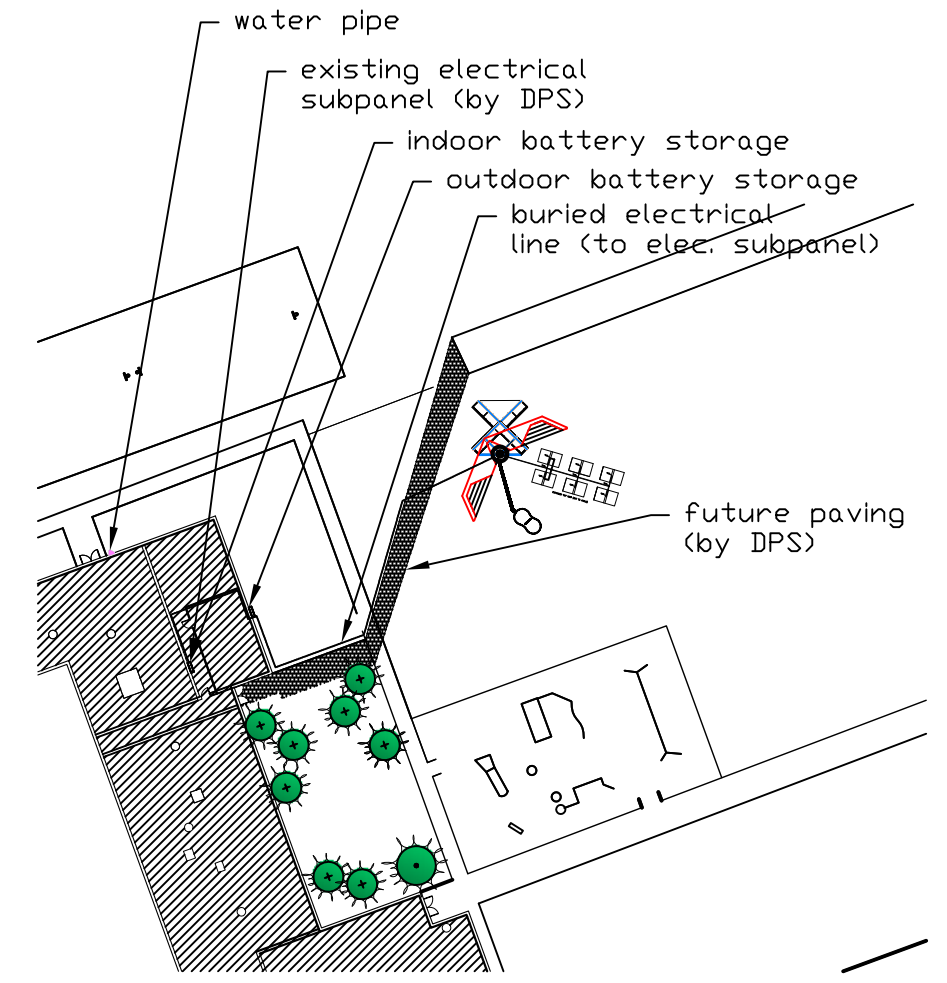 water pipe
existing electrical
subpanel (by DPS)
indoor battery storage
outdoor battery storage
buried electrical
line (to elec. subpanel)
future paving
(by DPS)